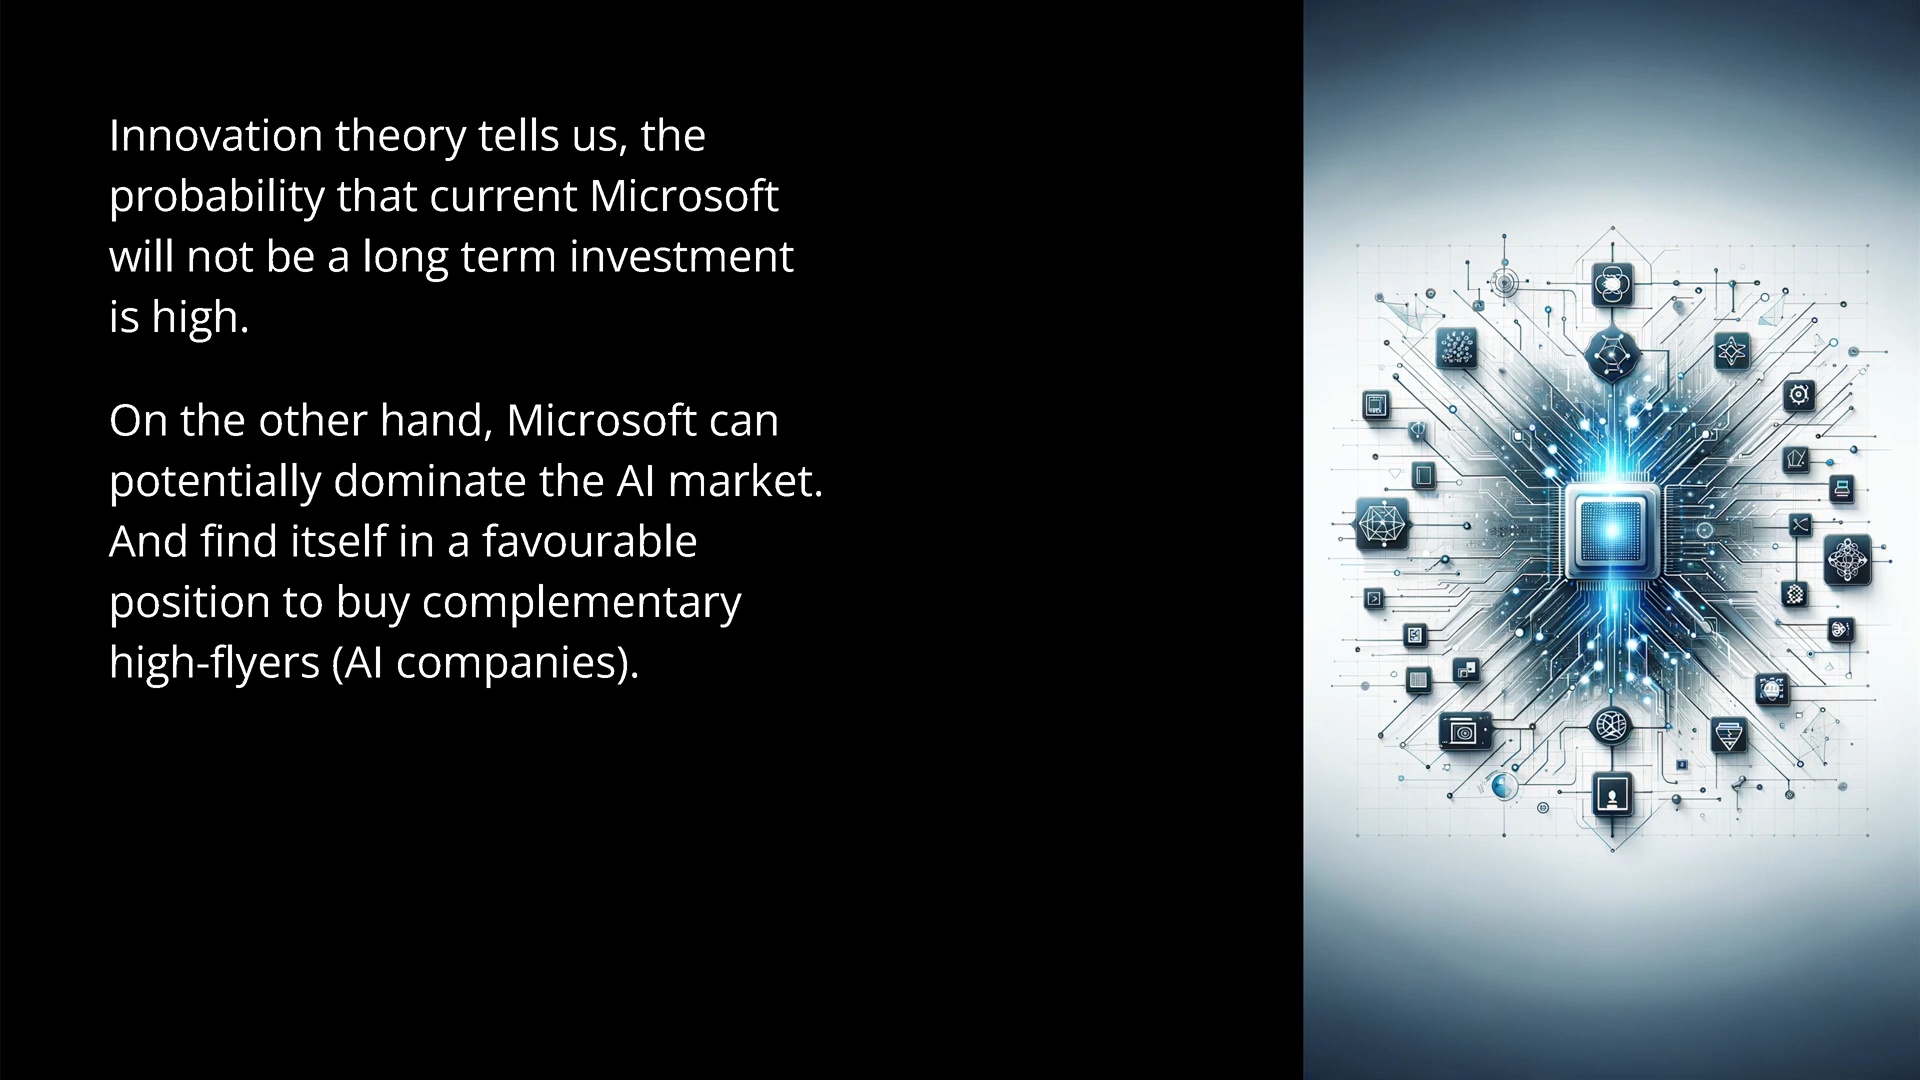 Innovation theory tells us, the
probability that current Microsoft
will not be a long term investment
is high.
On the other hand, Microsoft can
potentially dominate the AI market.
And find itself in a favourable
position to buy complementary
high-flyers (AI companies).